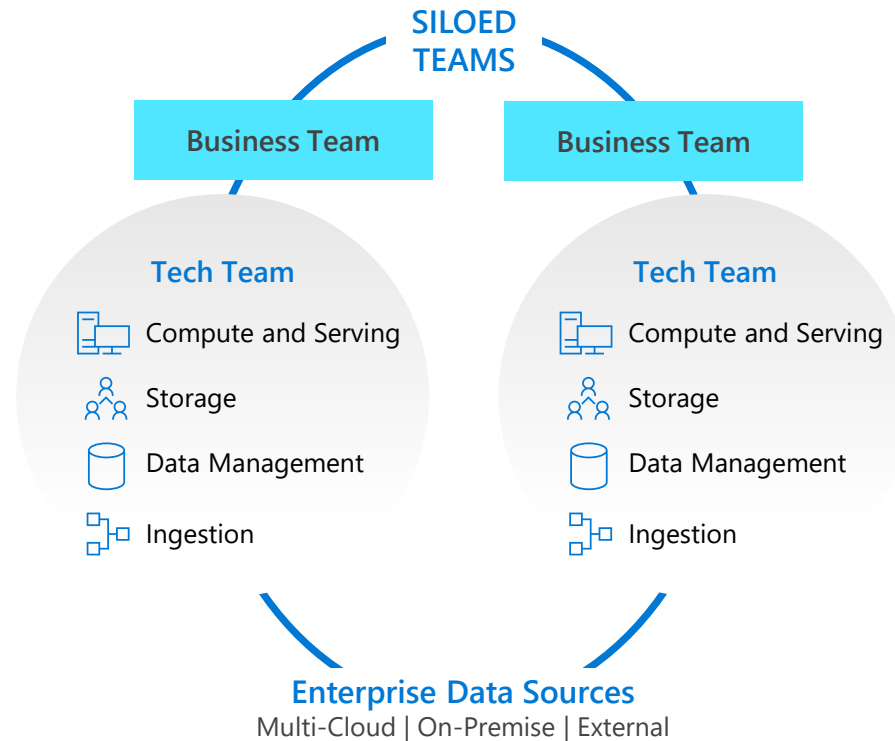 SILOED
TEAMS
Business Team
Business Team
Tech Team
Compute and Serving
Storage
Data Management
Ingestion
Tech Team
Compute and Serving
Storage
Data Management
Ingestion
Enterprise Data Sources
Multi-Cloud | On-Premise | External